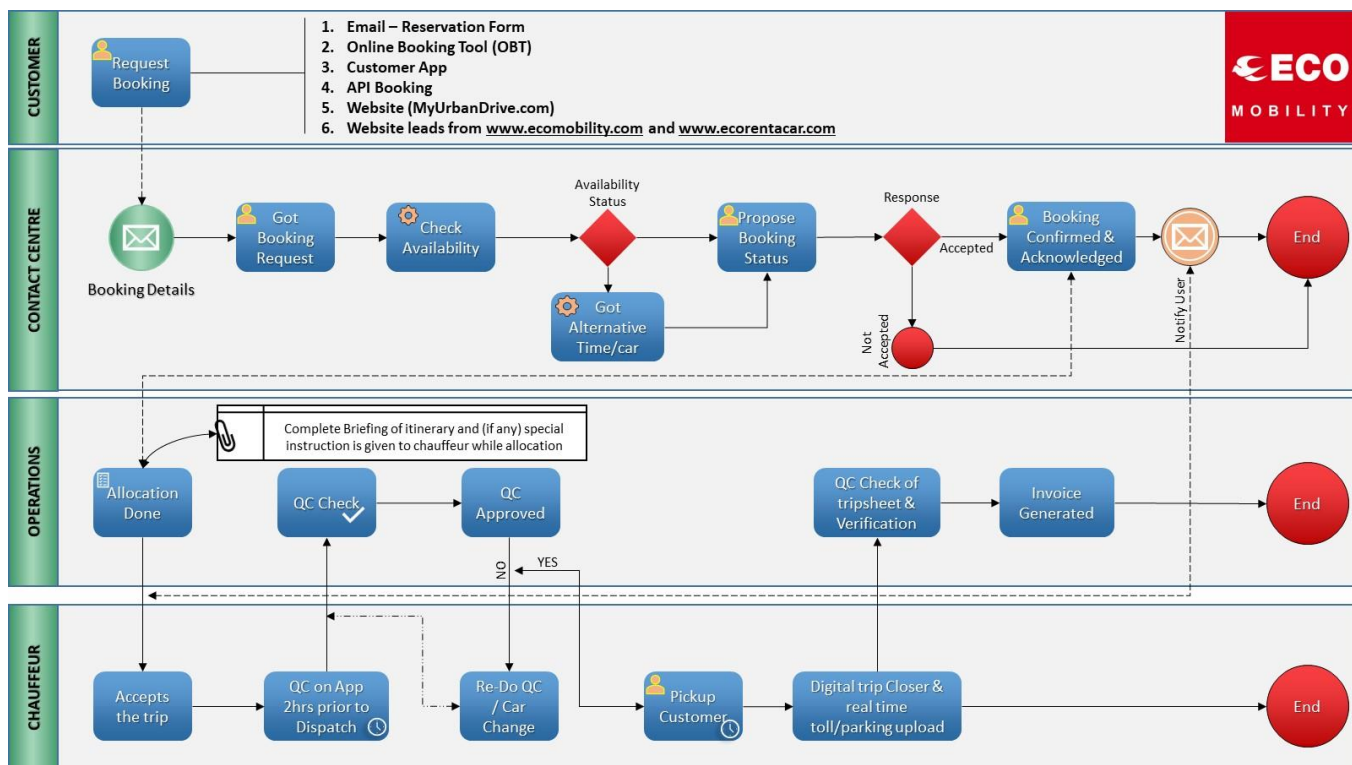 CUSTOMER
Request
Booking
1. Email – Reservation Form
2. Online Booking Tool (OBT)
3. Customer App
4. API Booking
5. Website (MyUrbanDrive.com)
6. Website leads from www.ecomobility.com and www.ecorentacar.com
ECO
MOBILITY
CONTACT CENTRE
Booking Details
Got
Booking
Request
Check
Availability
Availability
Status
Got
Alternative
Time/car
Propose
Booking
Status
Response
Accepted
Not
Accepted
Booking
Confirmed &
Acknowledged
Notify User
End
OPERATIONS
Complete Briefing of itinerary and (if any) special
instruction is given to chauffeur while allocation
Allocation
Done
QC Check
QC
Approved
NO
YES
QC Check of
tripsheet &
Verification
Invoice
Generated
End
CHAUFFEUR
Accepts
the trip
QC on App
2hrs prior to
Dispatch
Re-Do QC
/ Car
Change
Pickup
Customer
Digital trip Closer &
real time
toll/parking upload
End